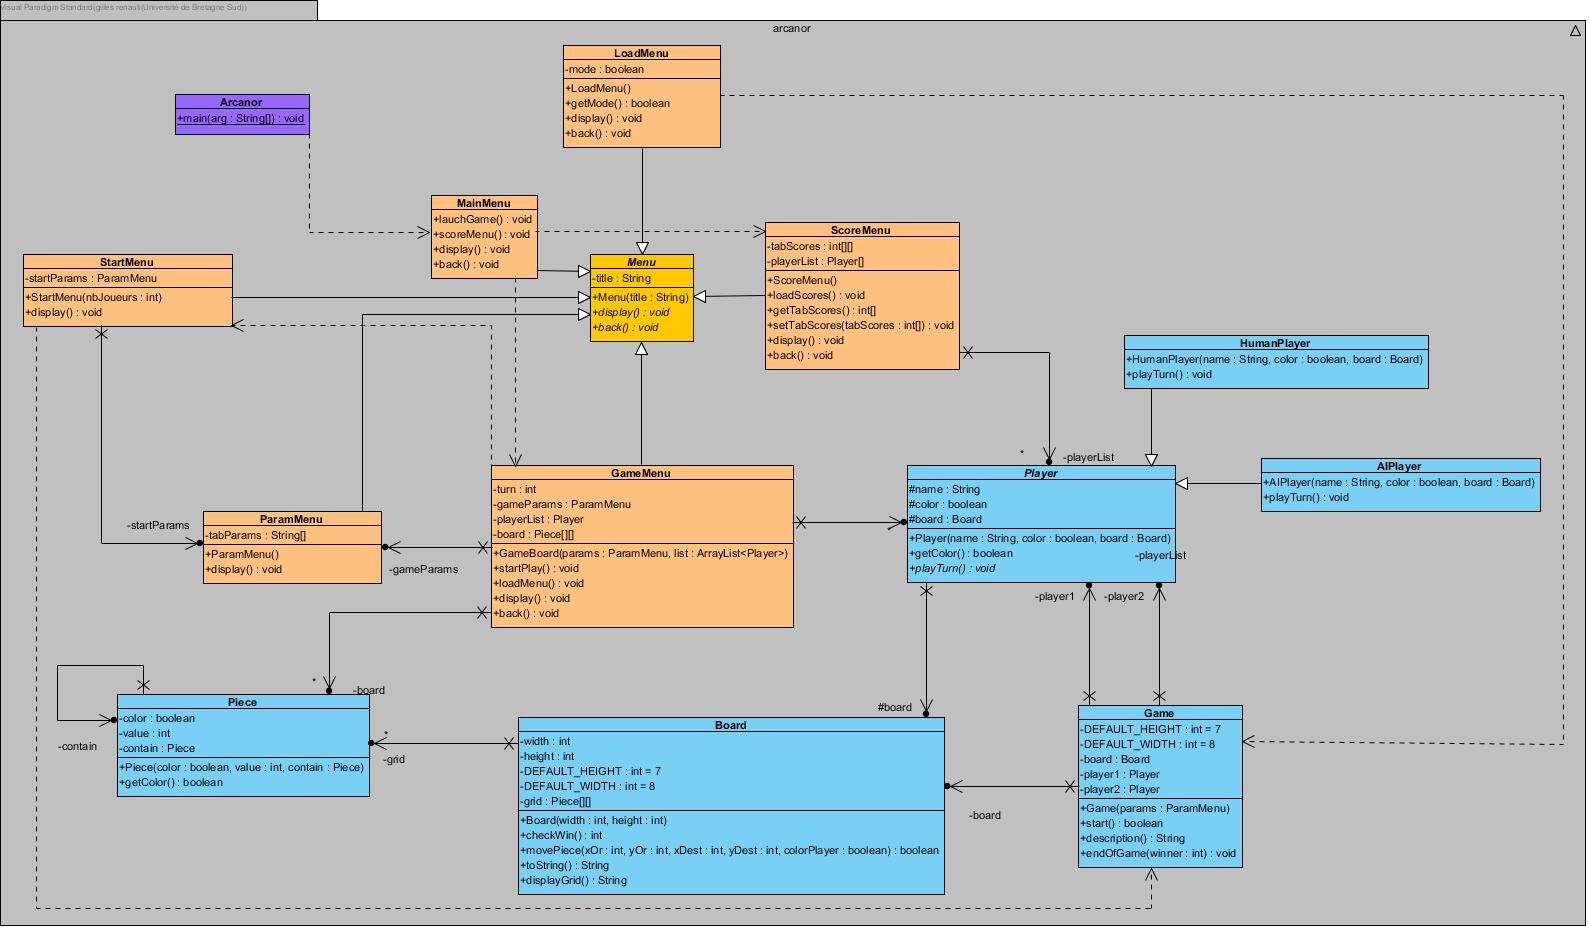 Visual Paradigm Standard(gilles renault(Université de Bretagne Sud))
arcanor
LoadMenu
-mode : boolean
+LoadMenu()
+getMode() : boolean
+display() : void
+back() : void
Arcanor
+main(arg : String[]) : void
MainMenu
+lauchGame() : void
+scoreMenu() : void
+display() : void
+back() : void
ScoreMenu
-tabScores : int[][]
-playerList : Player[]
+ScoreMenu()
+loadScores() : void
+getTabScores() : int[]
+setTabScores(tabScores : int[]) : void
+display() : void
+back() : void
StartMenu
-startParams : ParamMenu
+StartMenu(nbJoueurs : int)
+display() : void
Menu
-title : String
+Menu(title : String)
+display() : void
+back() : void
HumanPlayer
+HumanPlayer(name : String, color : boolean, board : Board)
+playTurn() : void
*
-playerList
GameMenu
-turn : int
-gameParams : ParamMenu
-playerList : Player
-board : Piece[][]
+GameBoard(params : ParamMenu, list : ArrayList<Player>)
+startPlay() : void
+loadMenu() : void
+display() : void
+back() : void
Player
#name : String
#color : boolean
#board : Board
+Player(name : String, color : boolean, board : Board)
+getColor() : boolean
+playTurn() : void
*
-playerList
AIPlayer
+AIPlayer(name : String, color : boolean, board : Board)
+playTurn() : void
-startParams
ParamMenu
-tabParams : String[]
+ParamMenu()
+display() : void
-gameParams
-player1
-player2
*
-board
Piece
-color : boolean
-value : int
-contain : Piece
+Piece(color : boolean, value : int, contain : Piece)
+getColor() : boolean
-contain
*
-grid
#board
Board
-width : int
-height : int
-DEFAULT_HEIGHT : int = 7
-DEFAULT_WIDTH : int = 8
-grid : Piece[][]
+Board(width : int, height : int)
+checkWin() : int
+movePiece(xOr : int, yOr : int, xDest : int, yDest : int, colorPlayer : boolean) : boolean
+toString() : String
+displayGrid() : String
-board
Game
-DEFAULT_HEIGHT : int = 7
-DEFAULT_WIDTH : int = 8
-board : Board
-player1 : Player
-player2 : Player
+Game(params : ParamMenu)
+start() : boolean
+description() : String
+endOfGame(winner : int) : void